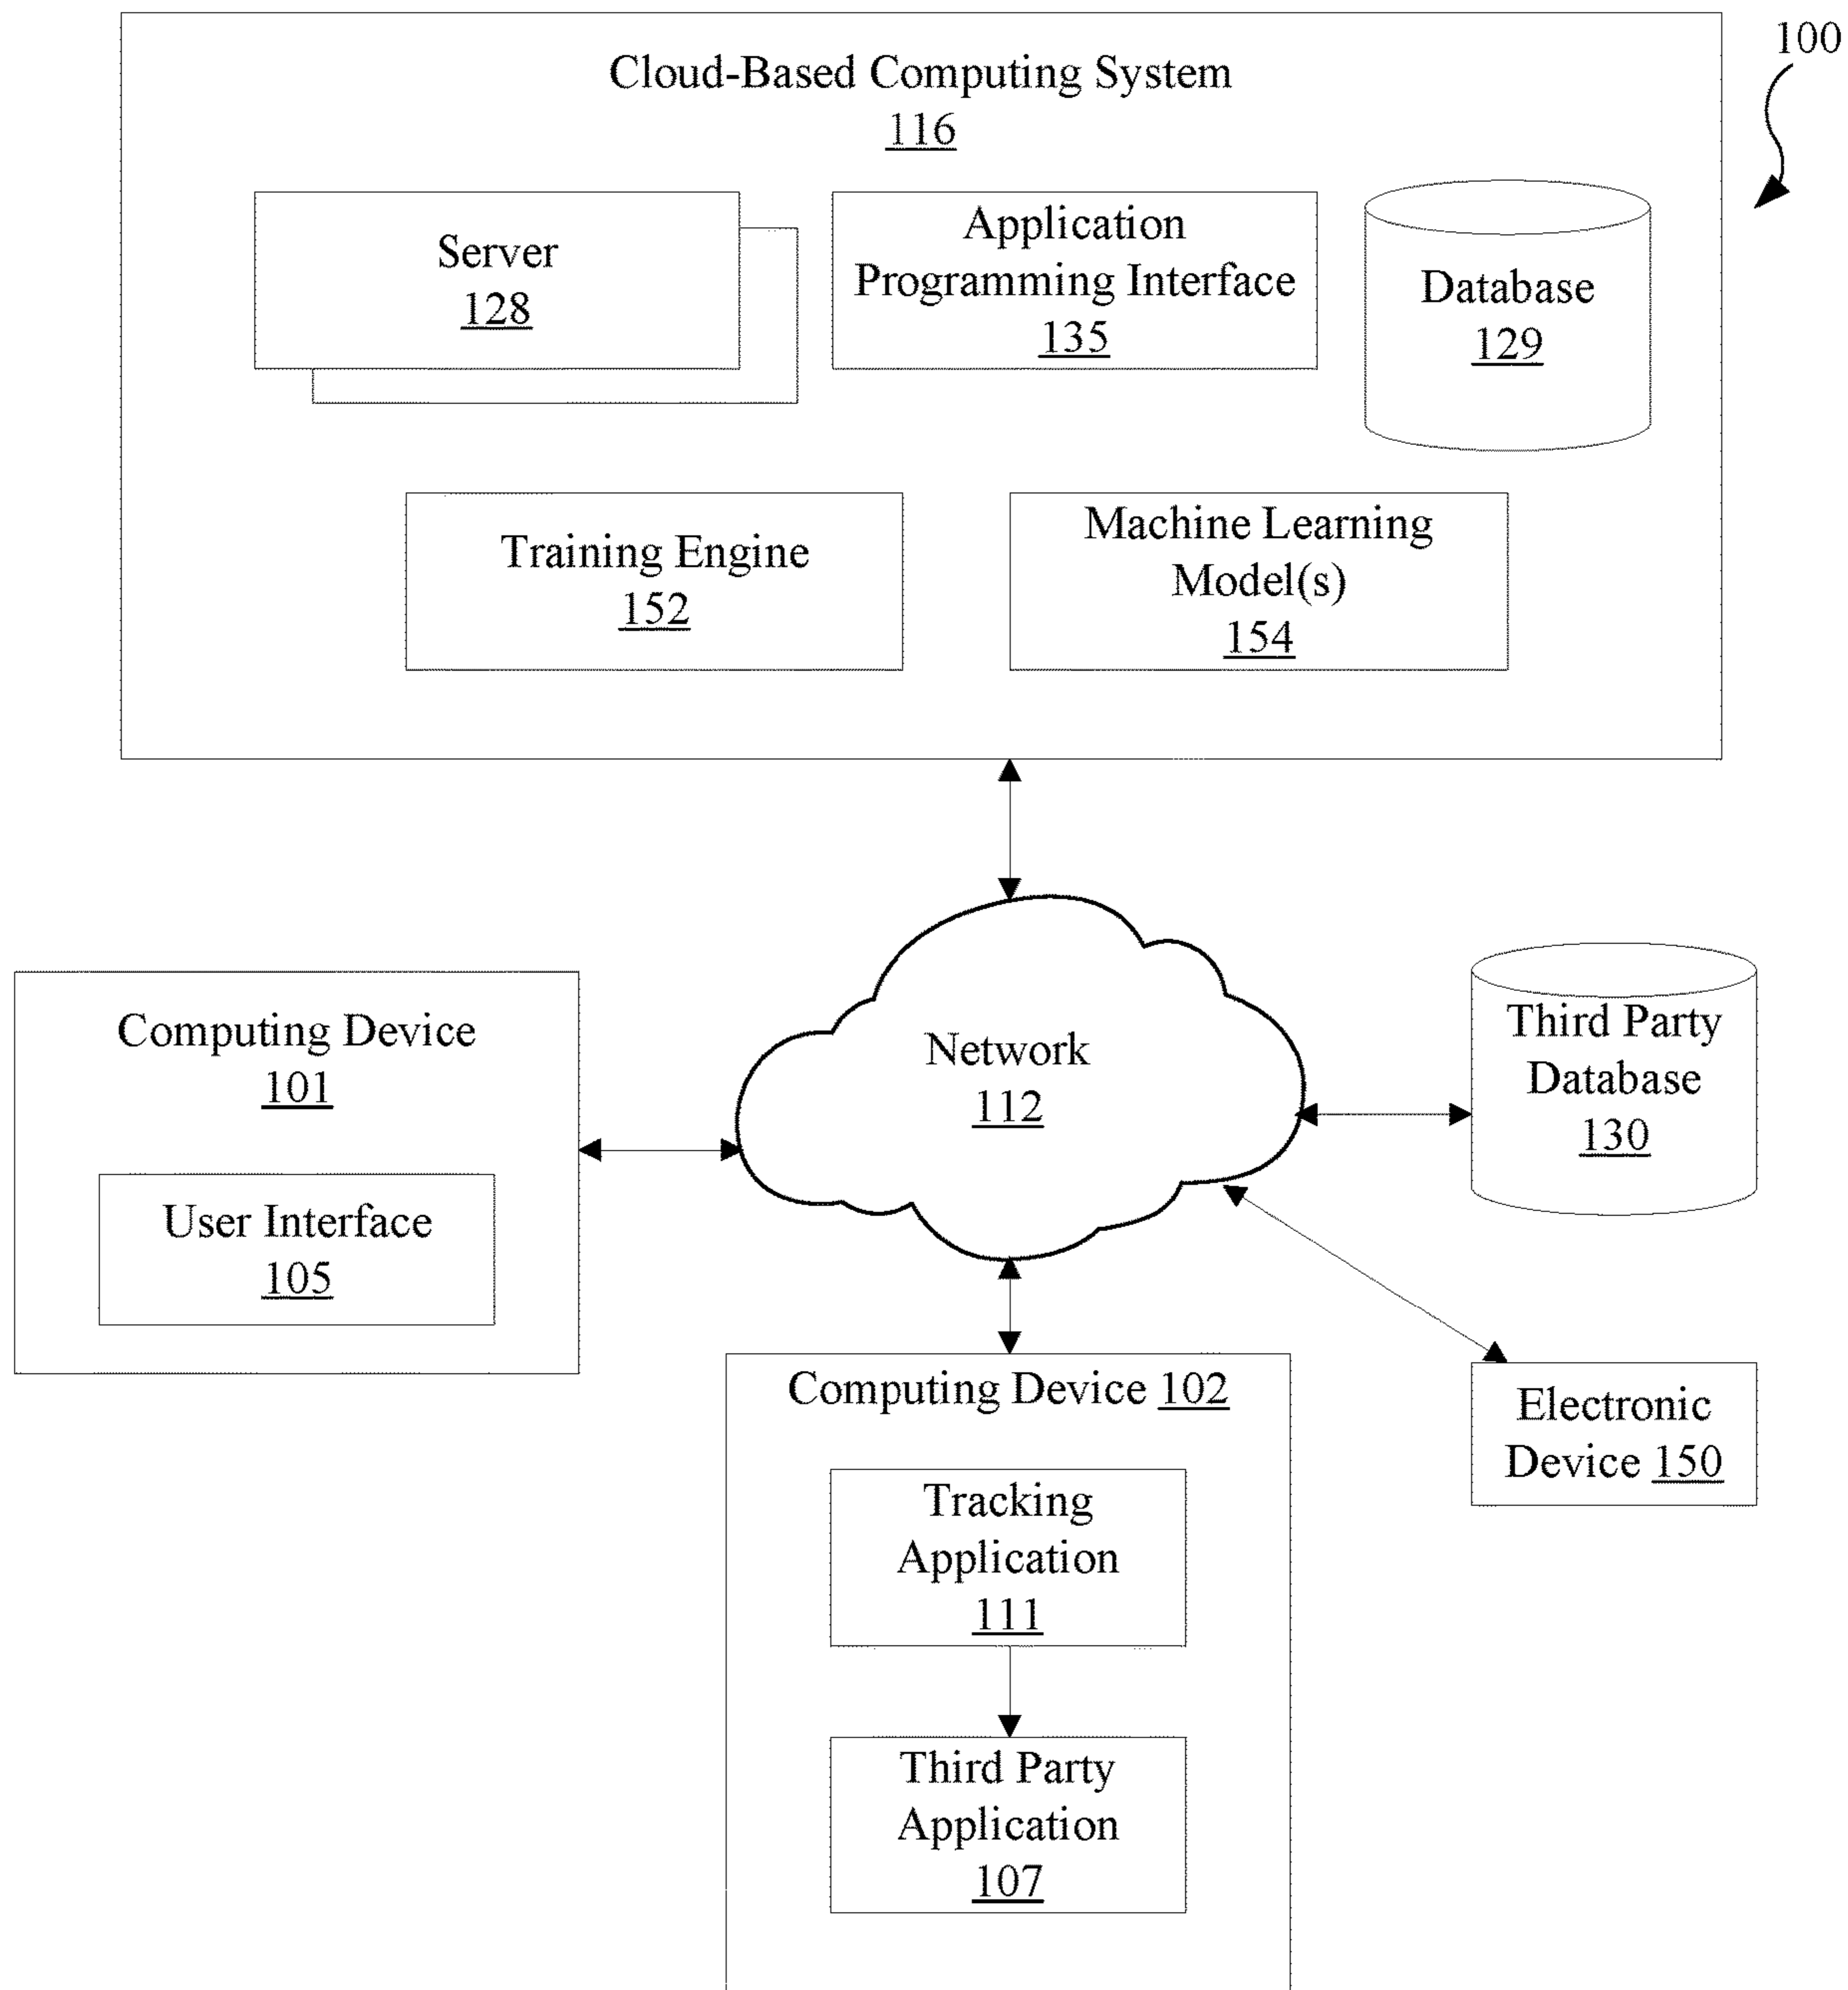 100
Cloud-Based Computing System
116
Server
128
Application
Programming Interface
135
Database
129
Training Engine
152
Machine Learning
Model(s)
154
Computing Device
101
User Interface
105
Network
112
Third Party
Database
130
Computing Device 102
Tracking
Application
111
Third Party
Application
107
Electronic
Device 150